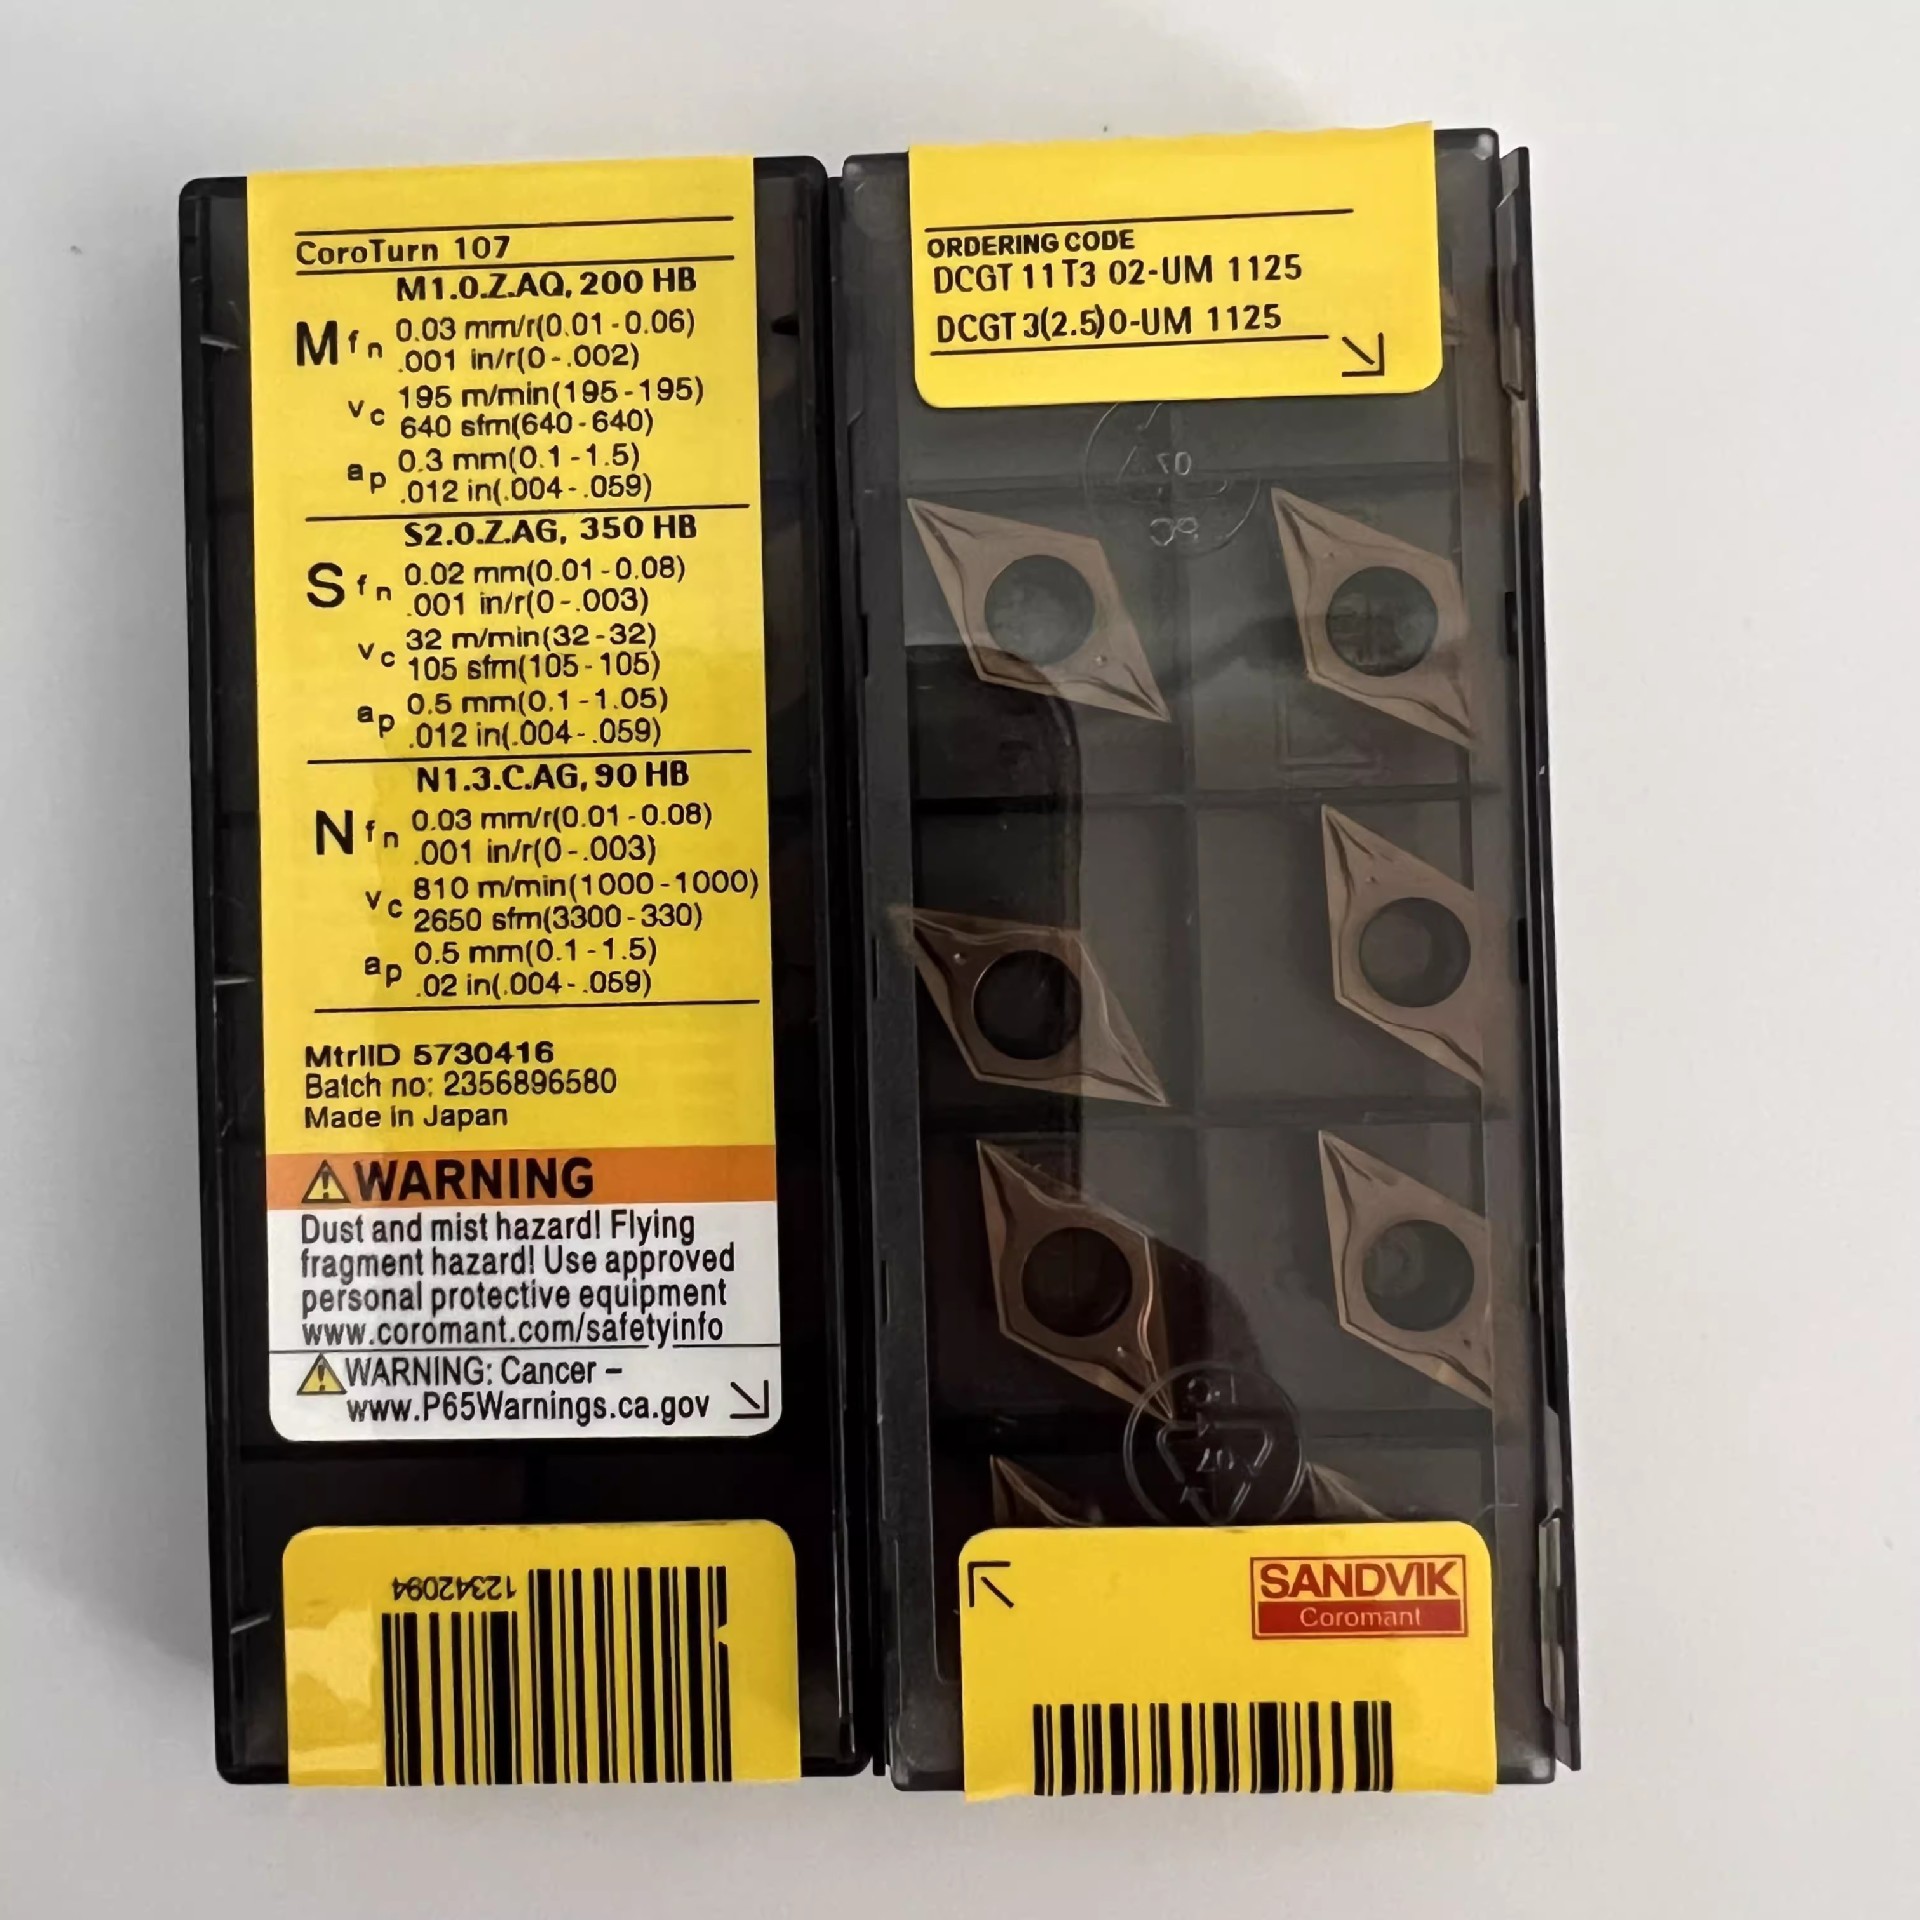 CoroTurn 107
M1.0.Z.AQ, 200 HB
M fn 0.03 mm/r(0.01-0.06)
.001 in/r(0-.002)
vc 195 m/min(195-195)
640 sfm(640-640)
ap 0.3 mm(0.1-1.5)
.012 in(.004-.059)
S2.0.Z.AG, 350 HB
S fn 0.02 mm(0.01-0.08)
.001 in/r(0-.003)
vc 32 m/min(32-32)
105 sfm(105-105)
ap 0.5 mm(0.1-1.05)
.012 in(.004-.059)
N1.3.C.AG, 90 HB
N fn 0.03 mm/r(0.01-0.08)
.001 in/r(0-.003)
vc 810 m/min(1000-1000)
2650 sfm(3300-330)
ap 0.5 mm(0.1-1.5)
.02 in(.004-.059)
MtrlID 5730416
Batch no: 2356896580
Made in Japan
WARNING
Dust and mist hazard! Flying
fragment hazard! Use approved
personal protective equipment
www.coromant.com/safetyinfo
WARNING: Cancer –
www.P65Warnings.ca.gov
12342094
ORDERING CODE
DCGT 11T3 02-UM 1125
DCGT 3(2.5)0-UM 1125
SANDVIK
Coromant